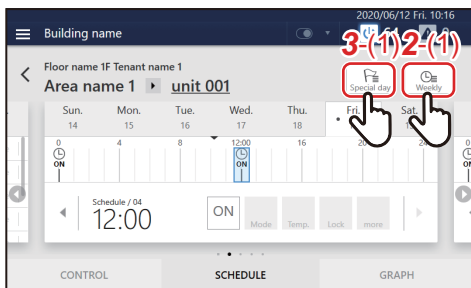 2020/06/12 Fri. 10:16
Building name
3-(1) 2-(1)
Floor name 1F Tenant name 1
Area name 1 unit 001
Special day Weekly
Sun. Mon. Tue. Wed. Thu. Fri. Sat.
14 15 16 17 18
0 4 8 12:00 16 20 24 0
ON ON ON
Schedule / 04
12:00 ON Mode Temp. Lock more
CONTROL SCHEDULE GRAPH